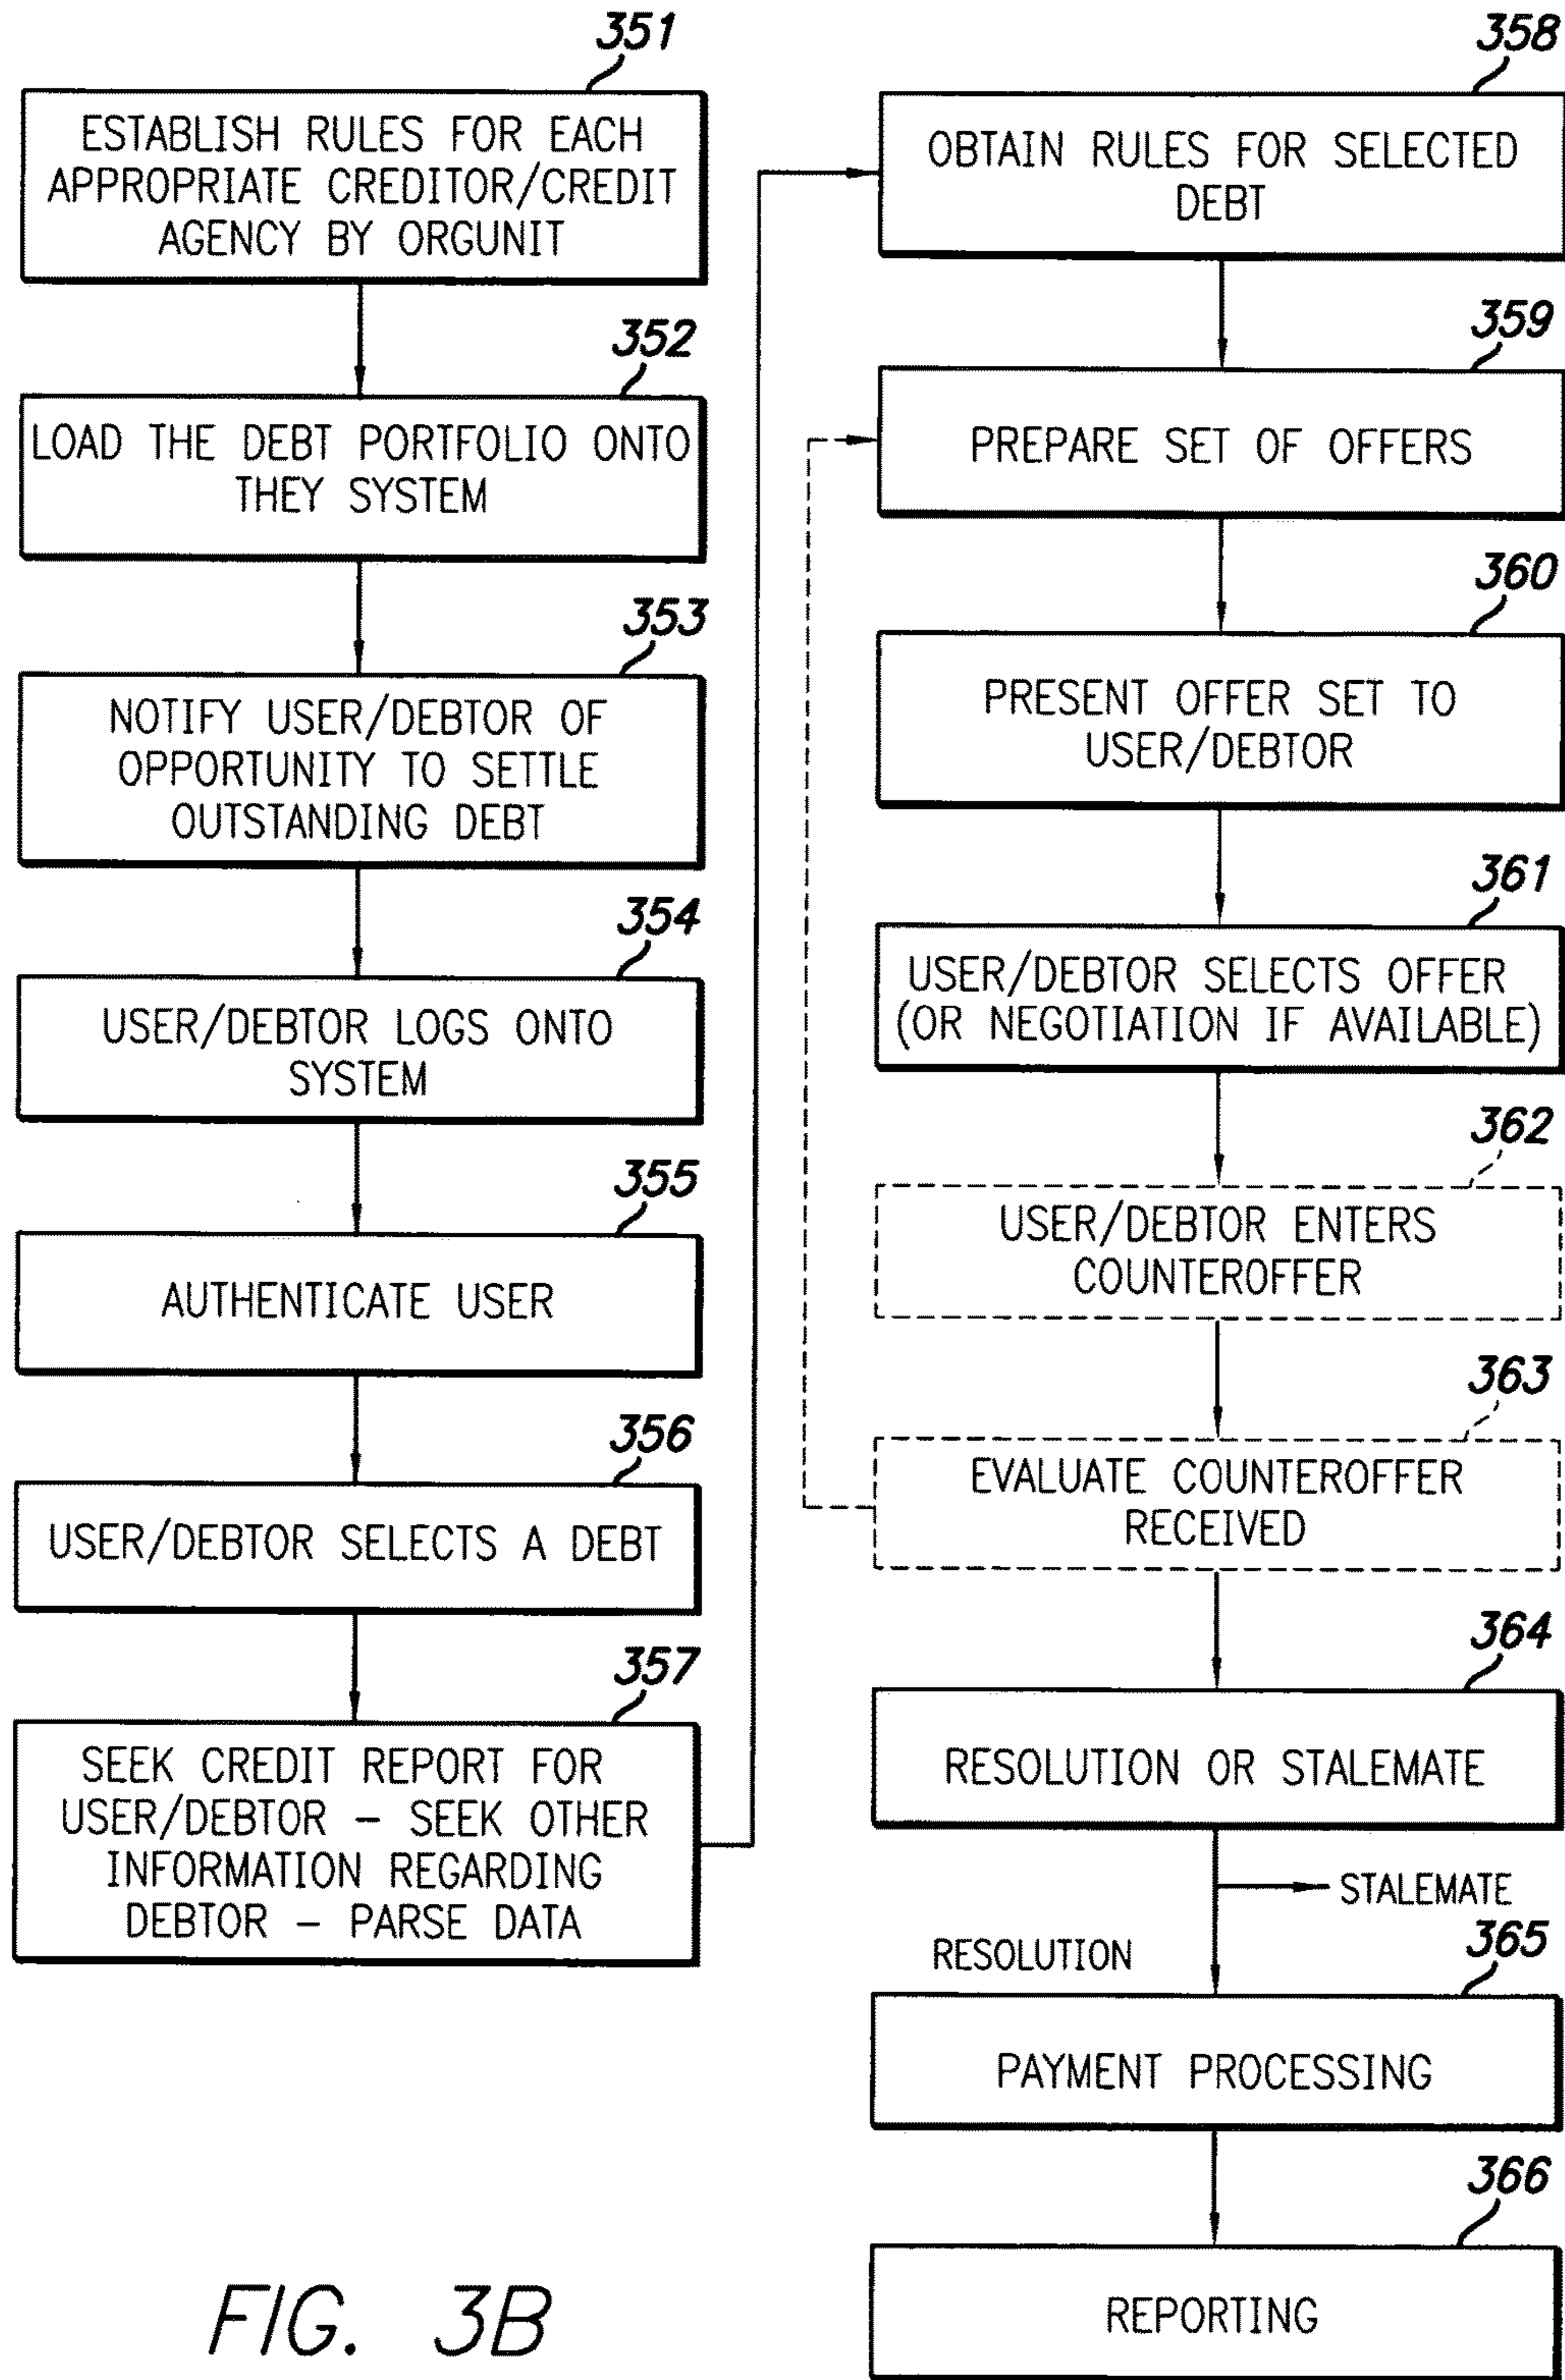 351
ESTABLISH RULES FOR EACH
APPROPRIATE CREDITOR/CREDIT
AGENCY BY ORGUNIT
352
LOAD THE DEBT PORTFOLIO ONTO
THEY SYSTEM
353
NOTIFY USER/DEBTOR OF
OPPORTUNITY TO SETTLE
OUTSTANDING DEBT
354
USER/DEBTOR LOGS ONTO
SYSTEM
355
AUTHENTICATE USER
356
USER/DEBTOR SELECTS A DEBT
357
SEEK CREDIT REPORT FOR
USER/DEBTOR – SEEK OTHER
INFORMATION REGARDING
DEBTOR – PARSE DATA
358
OBTAIN RULES FOR SELECTED
DEBT
359
PREPARE SET OF OFFERS
360
PRESENT OFFER SET TO
USER/DEBTOR
361
USER/DEBTOR SELECTS OFFER
(OR NEGOTIATION IF AVAILABLE)
362
USER/DEBTOR ENTERS
COUNTEROFFER
363
EVALUATE COUNTEROFFER
RECEIVED
364
RESOLUTION OR STALEMATE
STALEMATE
RESOLUTION
365
PAYMENT PROCESSING
366
REPORTING
FIG. 3B